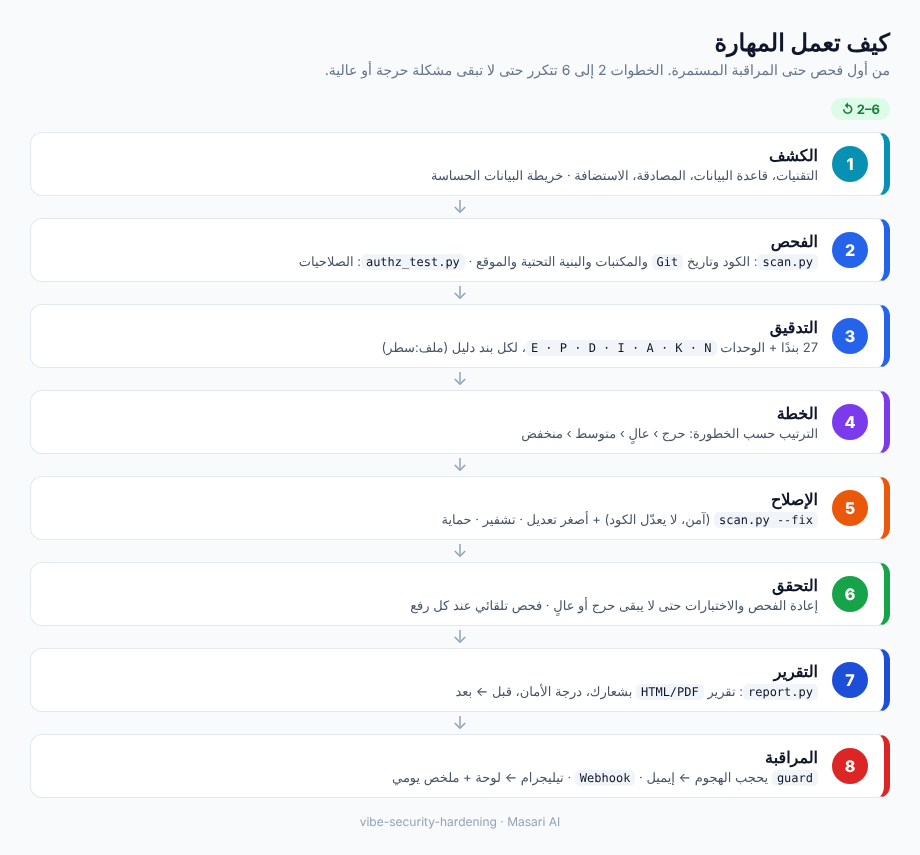 كيف تعمل المهارة
من أول فحص حتى المراقبة المستمرة. الخطوات 2 إلى 6 تتكرر حتى لا تبقى مشكلة حرجة أو عالية.
↻ 2–6
1
الكشف
التقنيات، قاعدة البيانات، المصادقة، الاستضافة · خريطة البيانات الحساسة
↓
2
الفحص
scan.py : الكود وتاريخ Git والمكتبات والبنية التحتية والموقع · authz_test.py : الصلاحيات
↓
3
التدقيق
27 بندًا + الوحدات E · P · D · I · A · K · N، لكل بند دليل (ملف:سطر)
↓
4
الخطة
الترتيب حسب الخطورة: حرج › عالٍ › متوسط › منخفض
↓
5
الإصلاح
scan.py --fix (آمن، لا يعدّل الكود) + أصغر تعديل · تشفير · حماية
↓
6
التحقق
إعادة الفحص والاختبارات حتى لا يبقى حرج أو عالٍ · فحص تلقائي عند كل رفع
↓
7
التقرير
report.py: تقرير HTML/PDF بشعارك، درجة الأمان، قبل ← بعد
↓
8
المراقبة
guard يحجب الهجوم ← إيميل · Webhook · تيليجرام ← لوحة + ملخص يومي
vibe-security-hardening · Masari AI